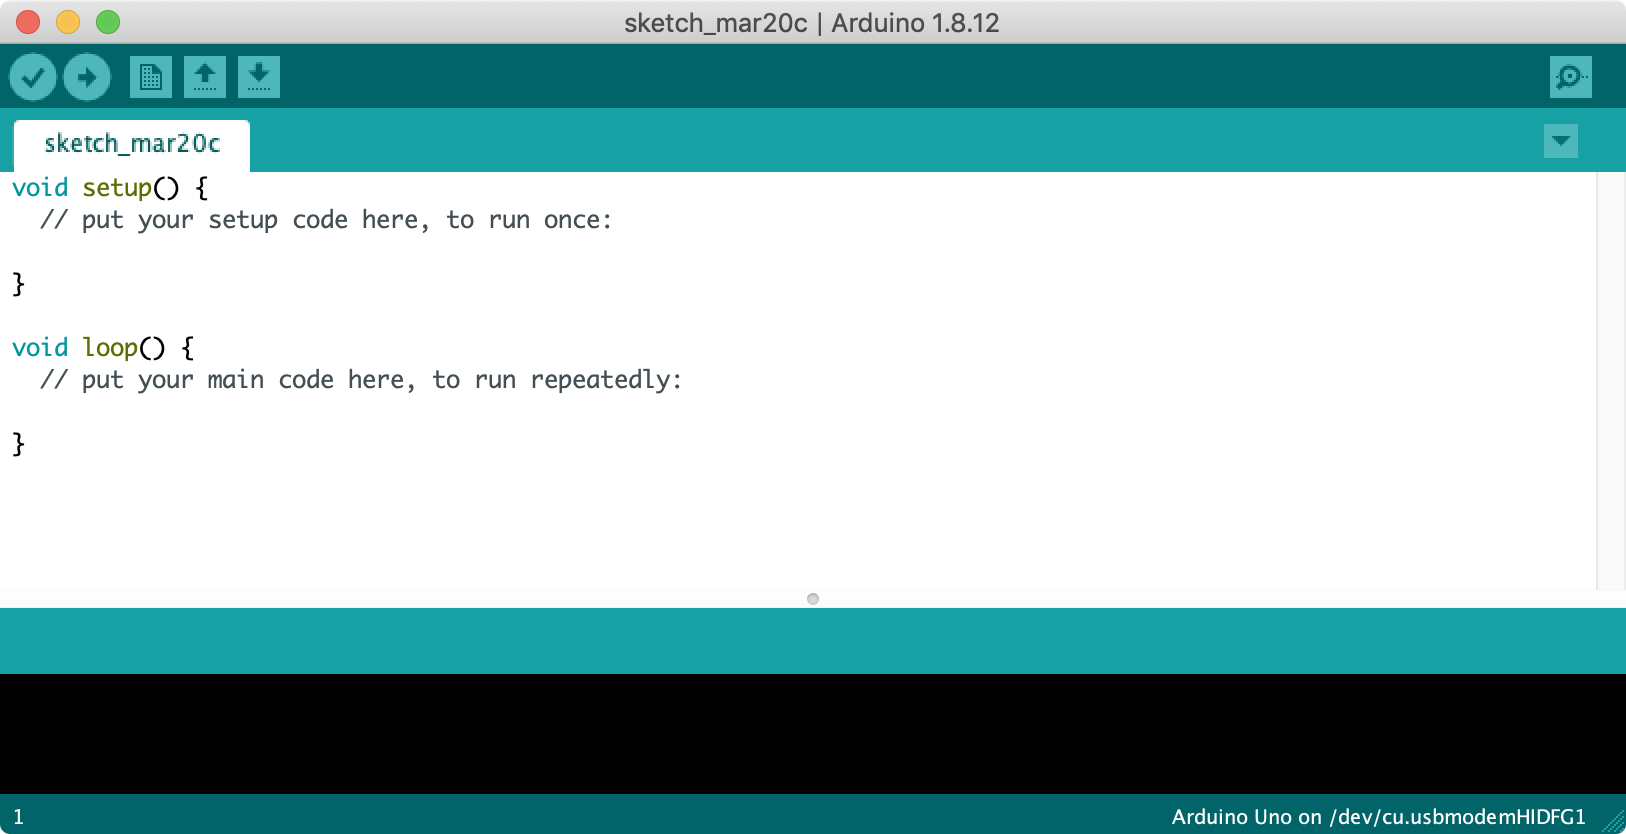 sketch_mar20c | Arduino 1.8.12
sketch_mar20c
void setup() {
  // put your setup code here, to run once:
}
void loop() {
  // put your main code here, to run repeatedly:
}
1
Arduino Uno on /dev/cu.usbmodemHIDFG1